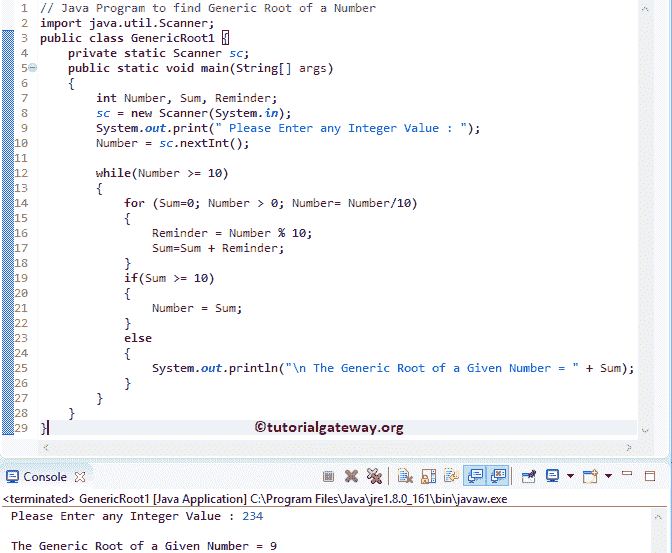 1 // Java Program to find Generic Root of a Number
2 import java.util.Scanner;
3 public class GenericRoot1 {
4     private static Scanner sc;
5     public static void main(String[] args)
6     {
7         int Number, Sum, Reminder;
8         sc = new Scanner(System.in);
9         System.out.print(" Please Enter any Integer Value : ");
10         Number = sc.nextInt();
11
12         while(Number >= 10)
13         {
14             for (Sum=0; Number > 0; Number= Number/10)
15             {
16                 Reminder = Number % 10;
17                 Sum=Sum + Reminder;
18             }
19             if(Sum >= 10)
20             {
21                 Number = Sum;
22             }
23             else
24             {
25                 System.out.println("\n The Generic Root of a Given Number = " + Sum);
26             }
27         }
28     }
29 }
©tutorialgateway.org
Console
<terminated> GenericRoot1 [Java Application] C:\Program Files\Java\jre1.8.0_161\bin\javaw.exe
Please Enter any Integer Value : 234
The Generic Root of a Given Number = 9